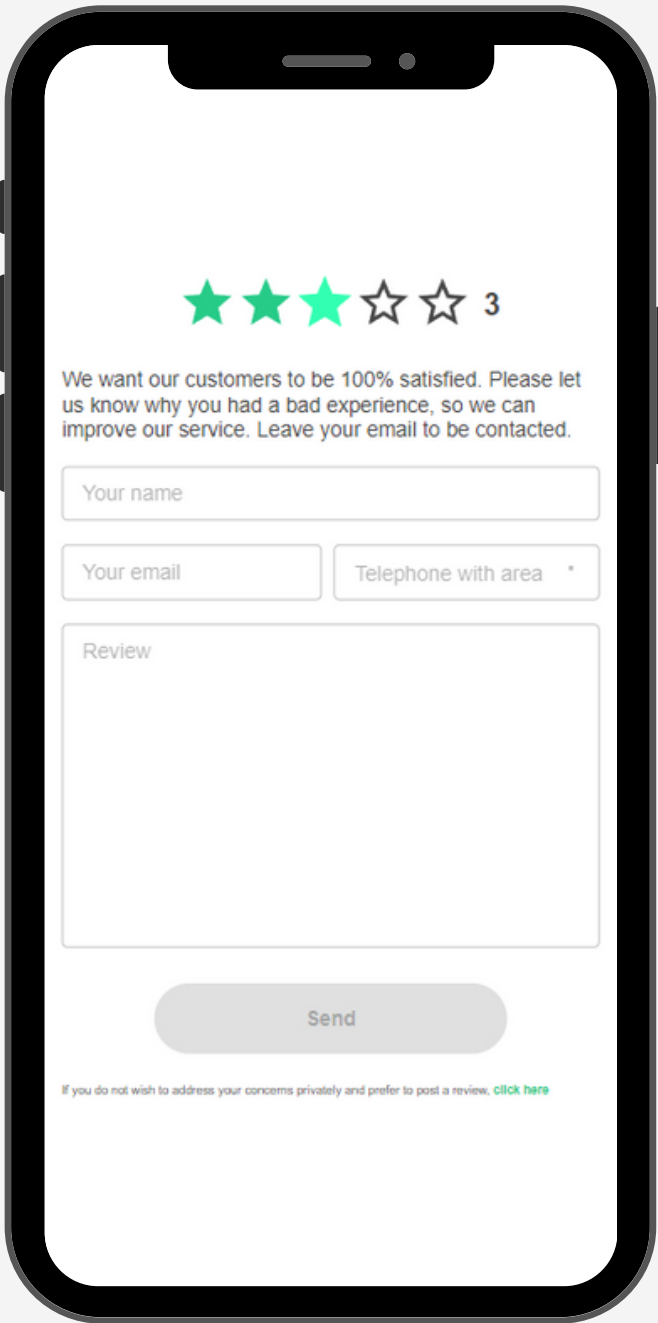 3
We want our customers to be 100% satisfied. Please let
us know why you had a bad experience, so we can
improve our service. Leave your email to be contacted.
Your name
Your email
Telephone with area
Review
Send
If you do not wish to address your concerns privately and prefer to post a review, click here